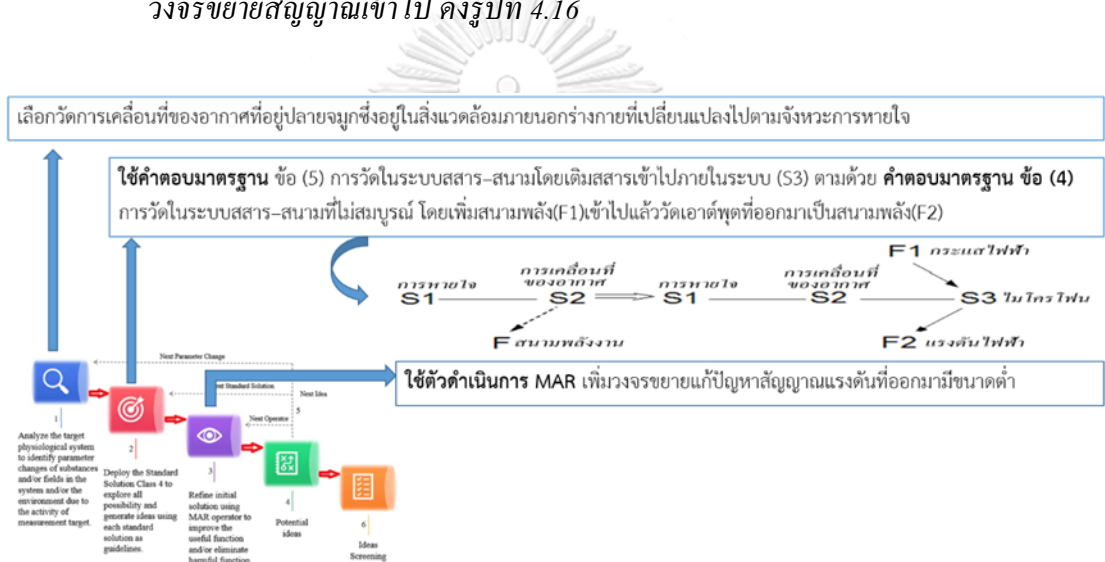 วงจรขยายสัญญาณเข้าไป ดังรูปที่ 4.16
เลือกวัดการเคลื่อนที่ของอากาศที่อยู่ปลายจมูกซึ่งอยู่ในสิ่งแวดล้อมภายนอกร่างกายที่เปลี่ยนแปลงไปตามจังหวะการหายใจ
ใช้คำตอบมาตรฐาน ข้อ (5) การวัดในระบบสสาร–สนามโดยเติมสสารเข้าไปภายในระบบ (S3) ตามด้วย คำตอบมาตรฐาน ข้อ (4)
การวัดในระบบสสาร–สนามที่ไม่สมบูรณ์ โดยเพิ่มสนามพลัง(F1)เข้าไปแล้ววัดเอาต์พุตที่ออกมาเป็นสนามพลัง(F2)
F1 กระแสไฟฟ้า
การหายใจ
S1
การเคลื่อนที่
ของอากาศ
S2
การหายใจ
S1
การเคลื่อนที่
ของอากาศ
S2
S3 ไมโครโฟน
F สนามพลังงาน
F2 แรงดันไฟฟ้า
ใช้ตัวดำเนินการ MAR เพิ่มวงจรขยายแก้ปัญหาสัญญาณแรงดันที่ออกมามีขนาดต่ำ
Next Parameter Change
Standard Solution
Next Idea
5
Next Operator
1
Analyze the target
physiological system
to identify parameter
changes of substances
and/or fields in the
system and/or the
environment due to
the activity of
measurement target.
2
Deploy the Standard
Solution Class 4 to
explore all
possibility and
generate ideas using
each standard
solution as
guidelines.
3
Refine initial
solution using
MAR operator to
improve the
useful function
and/or eliminate
harmful function
4
Potential
ideas
6
Ideas
Screening